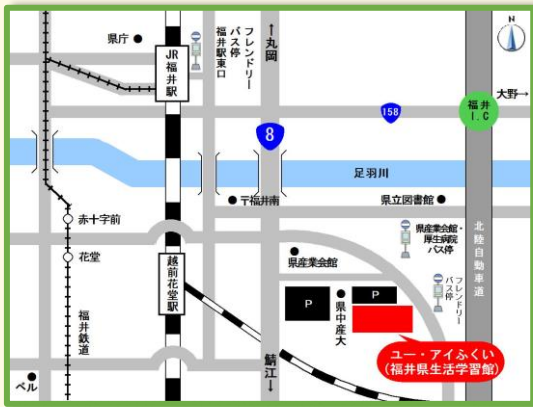 県庁
JR福井駅
フレンドリーバス停
福井駅東口
↑丸岡
N
158
福井
I.C
大野→
8
足羽川
〒福井南
県立図書館
赤十字前
県産業会館・
厚生病院
バス停
北陸自動車道
花堂
越前花堂駅
県産業会館
フレンドリー
バス停
福井鉄道
P
県中産大
P
ユー・アイふくい
(福井県生活学習館)
鯖江↓
ベル